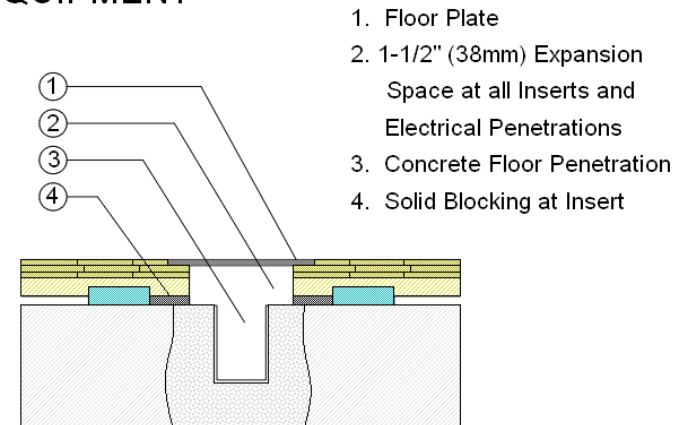 1. Floor Plate
2. 1-1/2" (38mm) Expansion
Space at all Inserts and
Electrical Penetrations
3. Concrete Floor Penetration
4. Solid Blocking at Insert
1
2
3
4